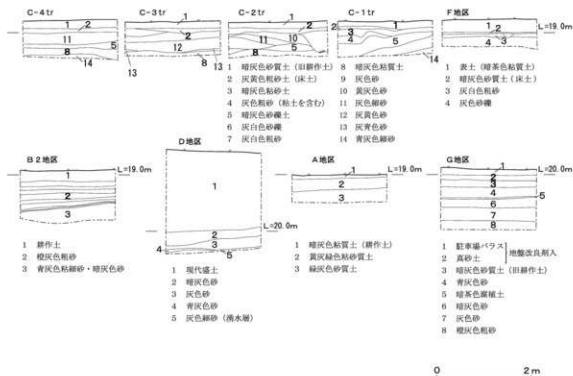 C-4tr
C-3tr
C-2tr
C-1tr
F地区
L=19.0m
1 暗灰色砂質土(旧耕作土)
2 灰黄色粗砂土(床土)
3 暗灰色粘砂土
4 灰色粗砂(粘土を含む)
5 暗灰色砂礫土
6 灰白色砂礫
7 灰白色粗砂
8 暗灰色粘質土
9 灰色砂
10 黄灰色砂
11 灰色細砂
12 灰黄色砂
13 灰青色砂
14 青灰色細砂
1 表土(暗茶色粘質土)
2 暗灰色砂質土(床土)
3 灰白色粗砂
4 灰色砂礫
B2地区
L=19.0m
1 耕作土
2 橙灰色粗砂
3 青灰色粘細砂・暗灰色砂
D地区
L=20.0m
1 現代盛土
2 暗灰色砂
3 灰色砂
4 青灰色砂
5 灰色細砂(湧水層)
A地区
L=19.0m
1 暗灰色粘質土(耕作土)
2 黄灰緑色粘砂質土
3 緑灰色砂質土
G地区
L=20.0m
1 駐車場バラス
2 真砂土
地盤改良剤入
3 暗灰色砂質土(旧耕作土)
4 青灰色砂
5 暗茶色腐植土
6 暗灰色砂
7 灰色砂
8 橙灰色粗砂
0 2m